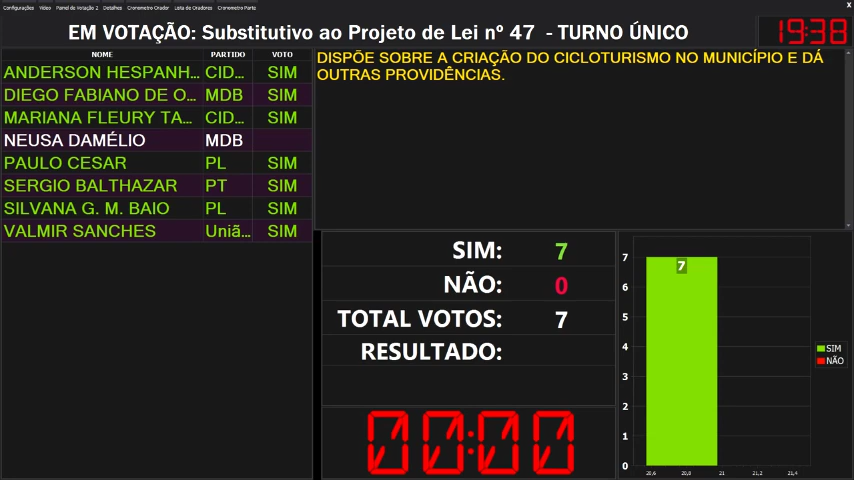 Configurações Vídeo Painel de Votação 2 Detalhes Cronometro Orador Lista de Oradores Cronometro Parte X
EM VOTAÇÃO: Substitutivo ao Projeto de Lei nº 47 - TURNO ÚNICO
19:38
NOME PARTIDO VOTO
ANDERSON HESPANH... CID... SIM
DIEGO FABIANO DE O... MDB SIM
MARIANA FLEURY TA... CID... SIM
NEUSA DAMÉLIO MDB
PAULO CESAR PL SIM
SERGIO BALTHAZAR PT SIM
SILVANA G. M. BAIO PL SIM
VALMIR SANCHES Uniã... SIM
DISPÕE SOBRE A CRIAÇÃO DO CICLOTURISMO NO MUNICÍPIO E DÁ
OUTRAS PROVIDÊNCIAS.
SIM: 7
NÃO: 0
TOTAL VOTOS: 7
RESULTADO:
00:00
7
6
5
4
3
2
1
0
7
20,6 20,8 21 21,2 21,4
SIM
NÃO